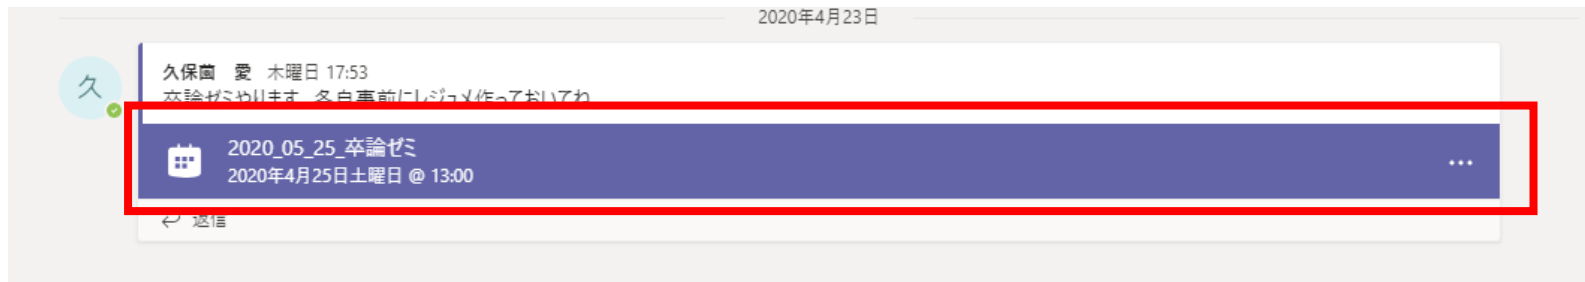 2020年4月23日
久
久保薗　愛　木曜日 17:53
卒論ゼミやります。各自事前にレジュメ作っておいてね
2020_05_25_卒論ゼミ
2020年4月25日土曜日 @ 13:00
返信